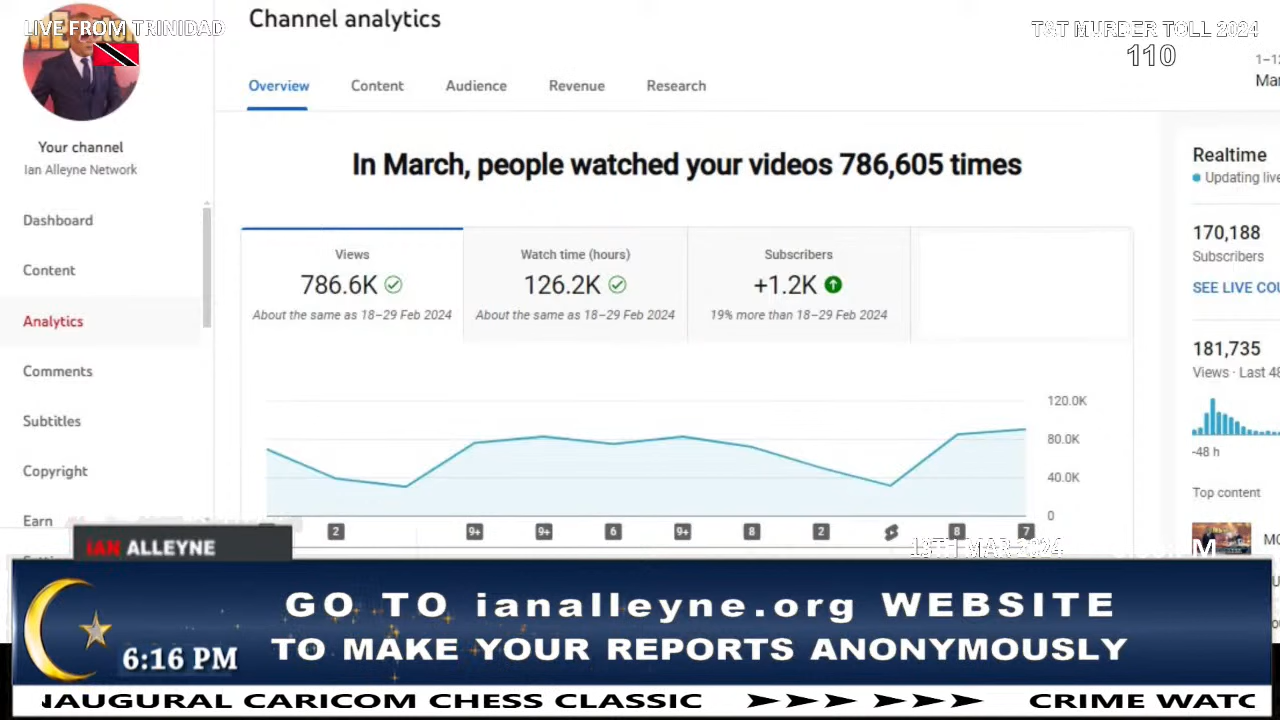 LIVE FROM TRINIDAD
Channel analytics
T&T MURDER TOLL 2024
110
Overview
Content
Audience
Revenue
Research
Your channel
Ian Alleyne Network
In March, people watched your videos 786,605 times
Realtime
Updating live
Dashboard
Content
Analytics
Comments
Subtitles
Copyright
Earn
Views
786.6K
About the same as 18–29 Feb 2024
Watch time (hours)
126.2K
About the same as 18–29 Feb 2024
Subscribers
+1.2K
19% more than 18–29 Feb 2024
170,188
Subscribers
SEE LIVE COU
181,735
Views · Last 48
-48 h
Top content
120.0K
80.0K
40.0K
0
2
9+
9+
6
9+
8
2
8
7
MAR 2024
IAN ALLEYNE
GO TO ianalleyne.org WEBSITE
TO MAKE YOUR REPORTS ANONYMOUSLY
6:16 PM
NAUGURAL CARICOM CHESS CLASSIC
CRIME WATC